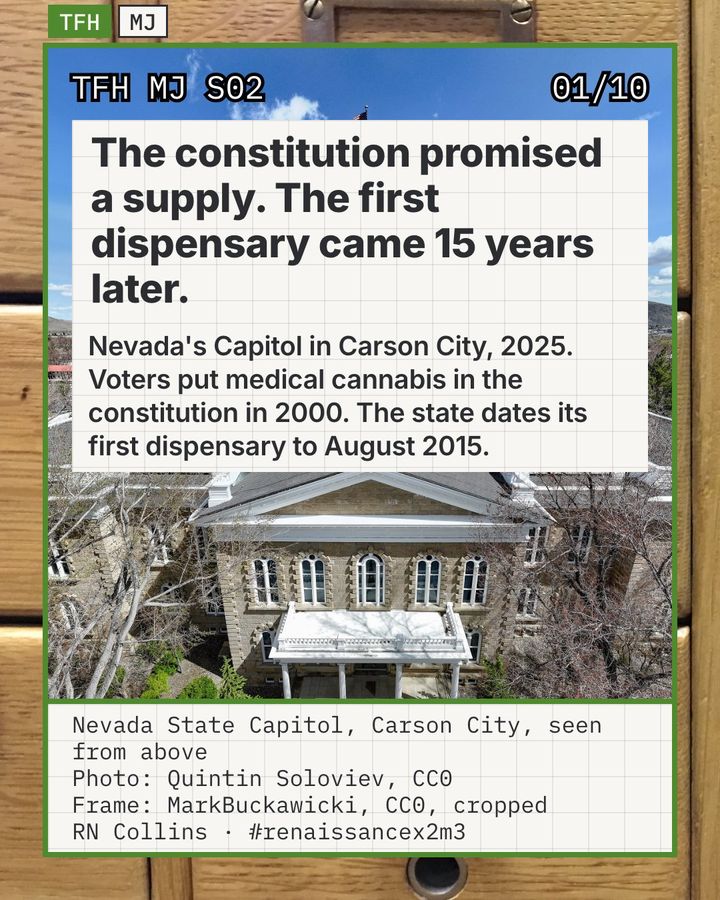 TFH MJ
TFH MJ S02 01/10
The constitution promised
a supply. The first
dispensary came 15 years
later.
Nevada's Capitol in Carson City, 2025.
Voters put medical cannabis in the
constitution in 2000. The state dates its
first dispensary to August 2015.
Nevada State Capitol, Carson City, seen
from above
Photo: Quintin Soloviev, CC0
Frame: MarkBuckawicki, CC0, cropped
RN Collins · #renaissancex2m3